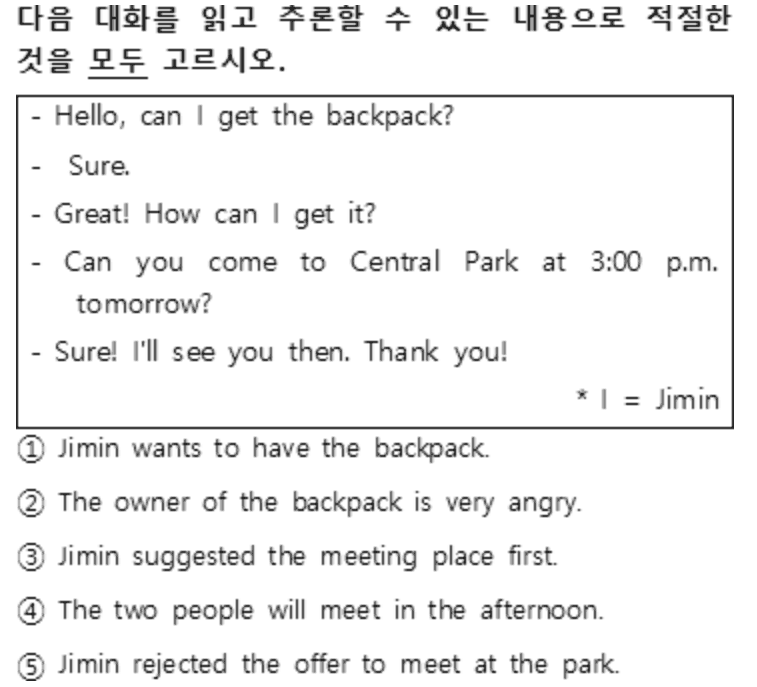 다음 대화를 읽고 추론할 수 있는 내용으로 적절한
것을 모두 고르시오.
- Hello, can I get the backpack?
- Sure.
- Great! How can I get it?
- Can you come to Central Park at 3:00 p.m.
tomorrow?
- Sure! I'll see you then. Thank you!
* I = Jimin
① Jimin wants to have the backpack.
② The owner of the backpack is very angry.
③ Jimin suggested the meeting place first.
④ The two people will meet in the afternoon.
⑤ Jimin rejected the offer to meet at the park.